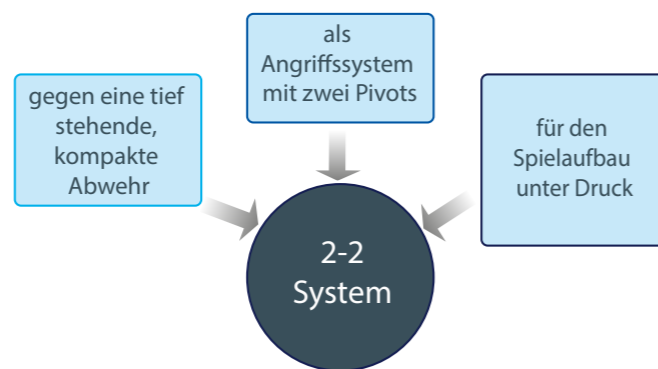 gegen eine tief
stehende,
kompakte
Abwehr
als
Angriffssystem
mit zwei Pivots
für den
Spielaufbau
unter Druck
2-2
System